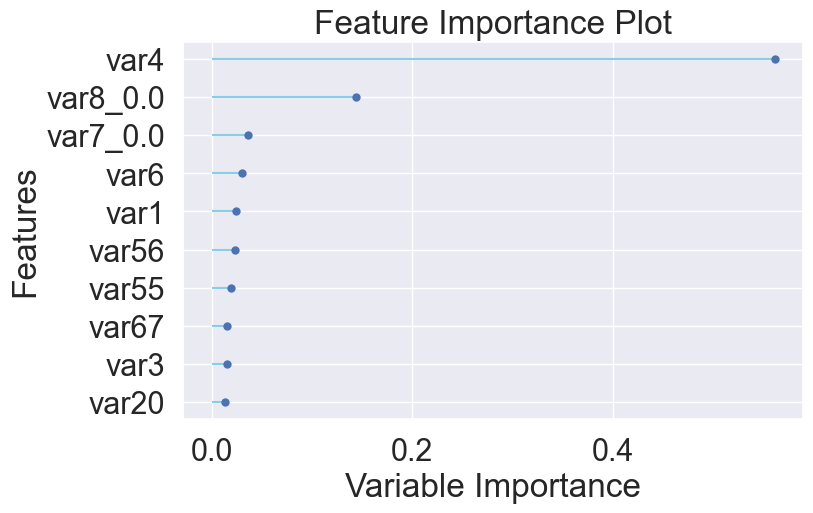 Feature Importance Plot
Features
var4
var8_0.0
var7_0.0
var6
var1
var56
var55
var67
var3
var20
0.0 0.2 0.4
Variable Importance